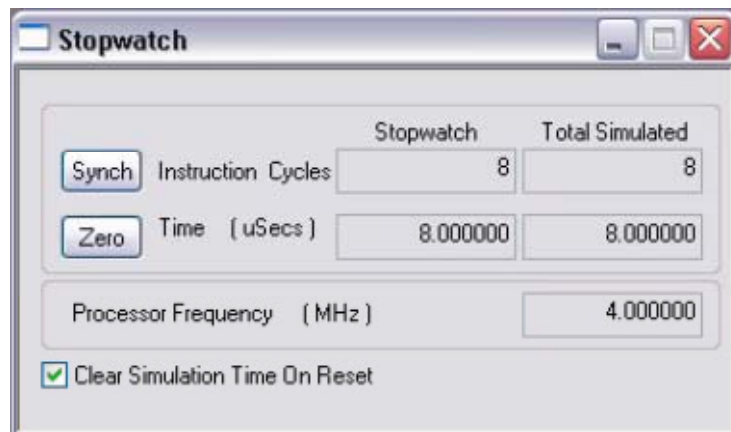 Stopwatch
Stopwatch Total Simulated
Synch Instruction Cycles 8 8
Zero Time ( uSecs ) 8.000000 8.000000
Processor Frequency ( MHz ) 4.000000
Clear Simulation Time On Reset